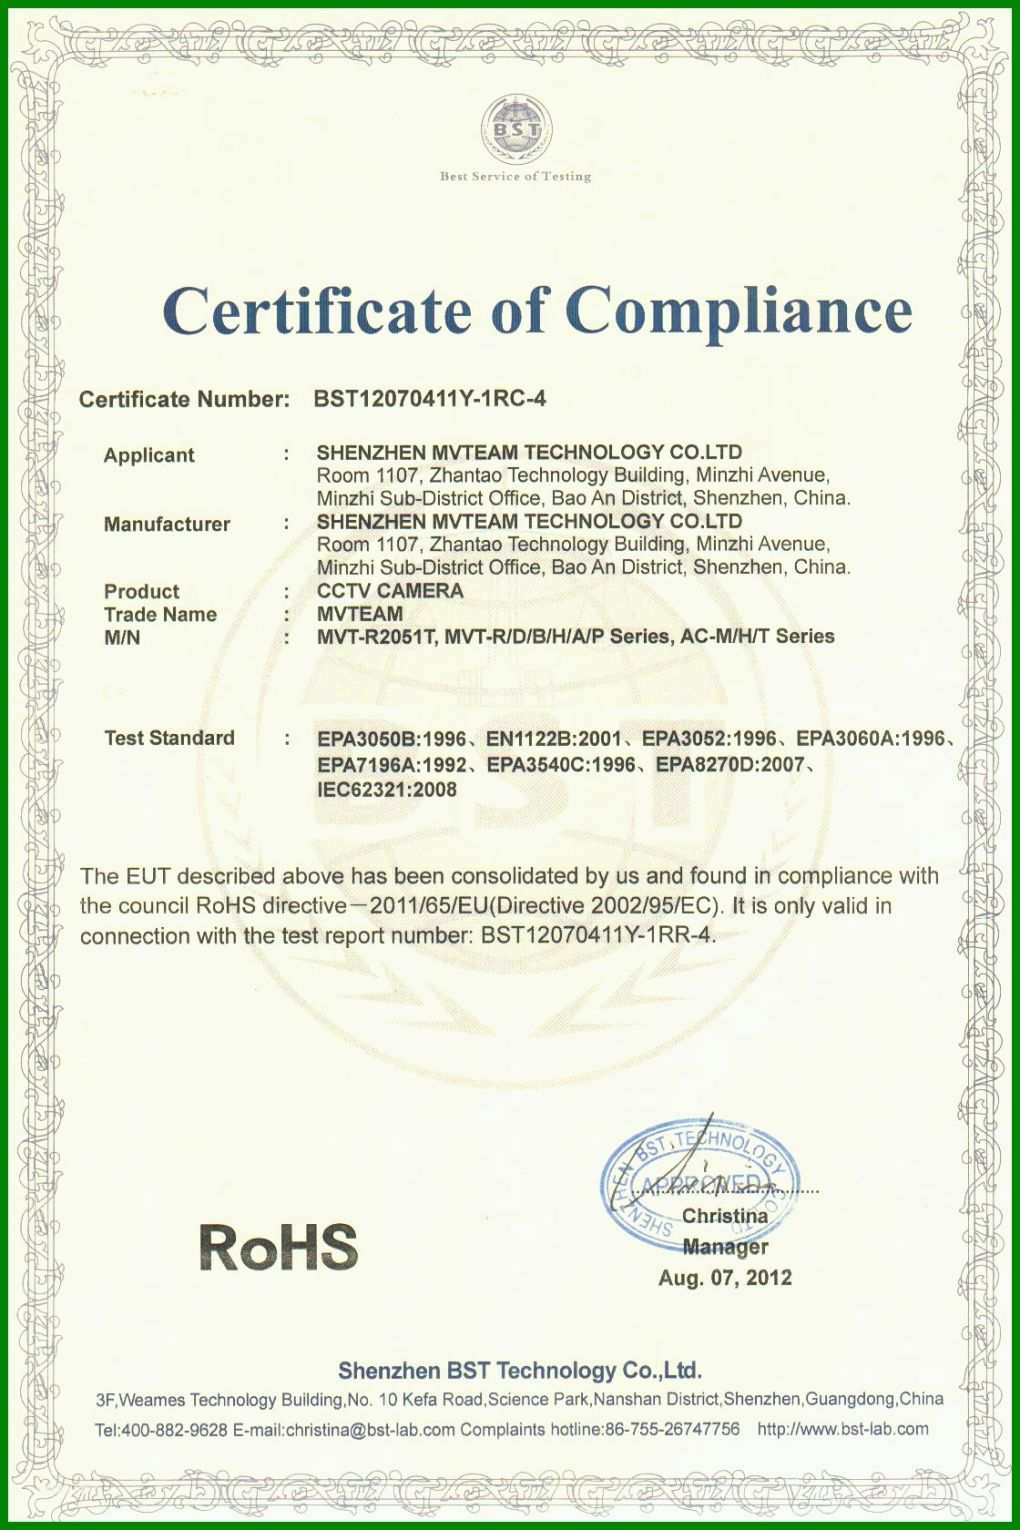 BST
Best Service of Testing
Certificate of Compliance
Certificate Number: BST12070411Y-1RC-4
Applicant : SHENZHEN MVTEAM TECHNOLOGY CO.LTD
Room 1107, Zhantao Technology Building, Minzhi Avenue,
Minzhi Sub-District Office, Bao An District, Shenzhen, China.
Manufacturer : SHENZHEN MVTEAM TECHNOLOGY CO.LTD
Room 1107, Zhantao Technology Building, Minzhi Avenue,
Minzhi Sub-District Office, Bao An District, Shenzhen, China.
Product : CCTV CAMERA
Trade Name : MVTEAM
M/N : MVT-R2051T, MVT-R/D/B/H/A/P Series, AC-M/H/T Series
BST
Test Standard : EPA3050B:1996、EN1122B:2001、EPA3052:1996、EPA3060A:1996、
EPA7196A:1992、EPA3540C:1996、EPA8270D:2007、
IEC62321:2008
The EUT described above has been consolidated by us and found in compliance with
the council RoHS directive—2011/65/EU(Directive 2002/95/EC). It is only valid in
connection with the test report number: BST12070411Y-1RR-4.
SHENZHEN BST TECHNOLOGY CO.,LTD
APPROVED
Christina
Manager
Aug. 07, 2012
RoHS
Shenzhen BST Technology Co.,Ltd.
3F,Weames Technology Building,No. 10 Kefa Road,Science Park,Nanshan District,Shenzhen,Guangdong,China
Tel:400-882-9628 E-mail:christina@bst-lab.com Complaints hotline:86-755-26747756 http://www.bst-lab.com